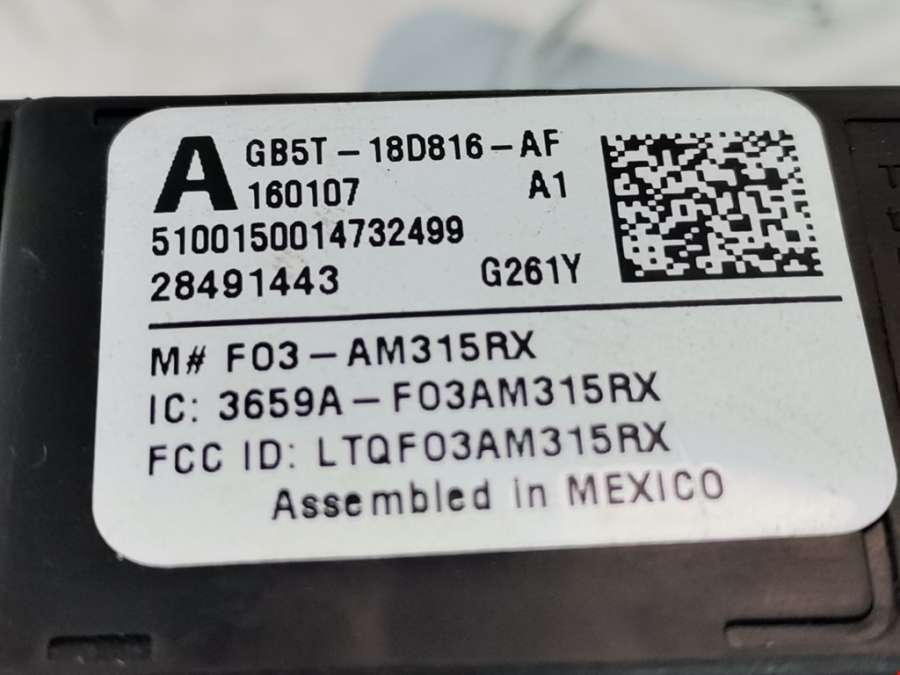 A GB5T-18D816-AF
160107 A1
5100150014732499
28491443 G261Y
M# F03-AM315RX
IC: 3659A-F03AM315RX
FCC ID: LTQF03AM315RX
Assembled in MEXICO